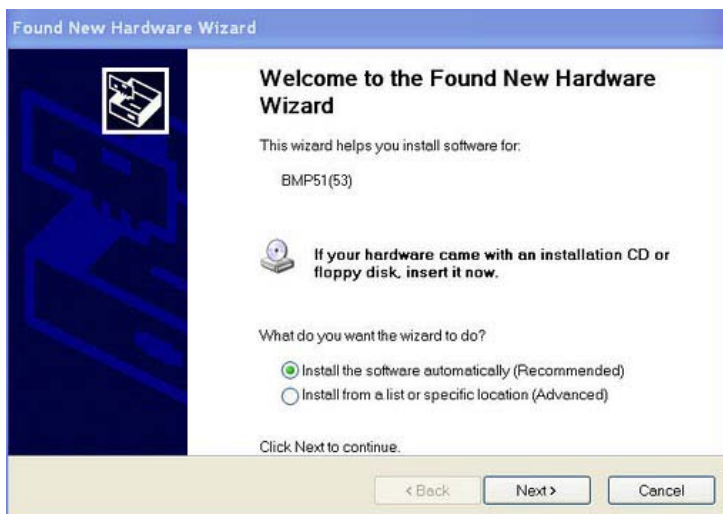 Found New Hardware Wizard
Welcome to the Found New Hardware
Wizard
This wizard helps you install software for:
BMP51(53)
If your hardware came with an installation CD or
floppy disk, insert it now.
What do you want the wizard to do?
Install the software automatically (Recommended)
Install from a list or specific location (Advanced)
Click Next to continue.
< Back
Next >
Cancel